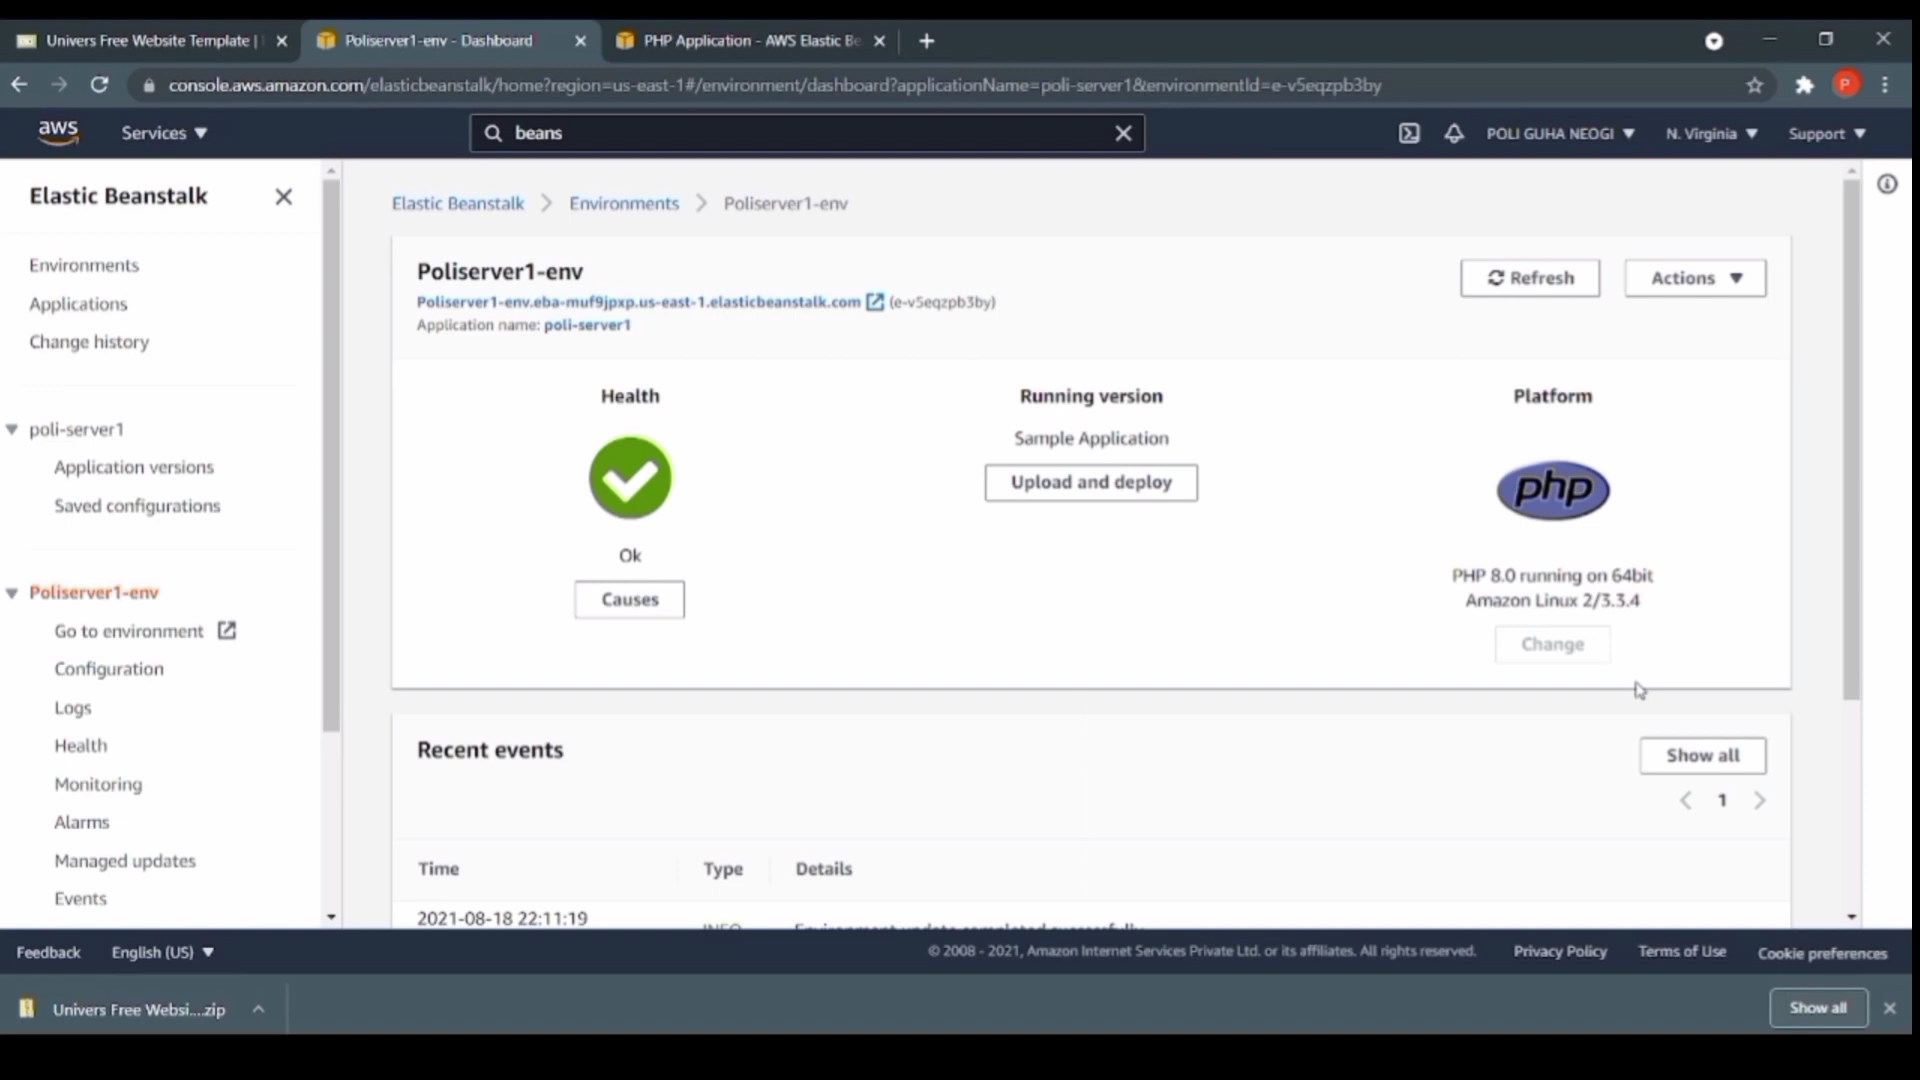 Univers Free Website Template |
Poliserver1-env - Dashboard
PHP Application - AWS Elastic Be
console.aws.amazon.com/elasticbeanstalk/home?region=us-east-1#/environment/dashboard?applicationName=poli-server1&environmentId=e-v5eqzpb3by
P
aws
Services
beans
POLI GUHA NEOGI
N. Virginia
Support
Elastic Beanstalk
Environments
Applications
Change history
poli-server1
Application versions
Saved configurations
Poliserver1-env
Go to environment
Configuration
Logs
Health
Monitoring
Alarms
Managed updates
Events
Elastic Beanstalk > Environments > Poliserver1-env
Poliserver1-env
Refresh
Actions
Poliserver1-env.eba-muf9jpxp.us-east-1.elasticbeanstalk.com (e-v5eqzpb3by)
Application name: poli-server1
Health
Ok
Causes
Running version
Sample Application
Upload and deploy
Platform
php
PHP 8.0 running on 64bit
Amazon Linux 2/3.3.4
Change
Recent events
Show all
1
Time Type Details
2021-08-18 22:11:19 INFO Environment update completed successfully.
Feedback
English (US)
© 2008 - 2021, Amazon Internet Services Private Ltd. or its affiliates. All rights reserved.
Privacy Policy
Terms of Use
Cookie preferences
Univers Free Websi....zip
Show all